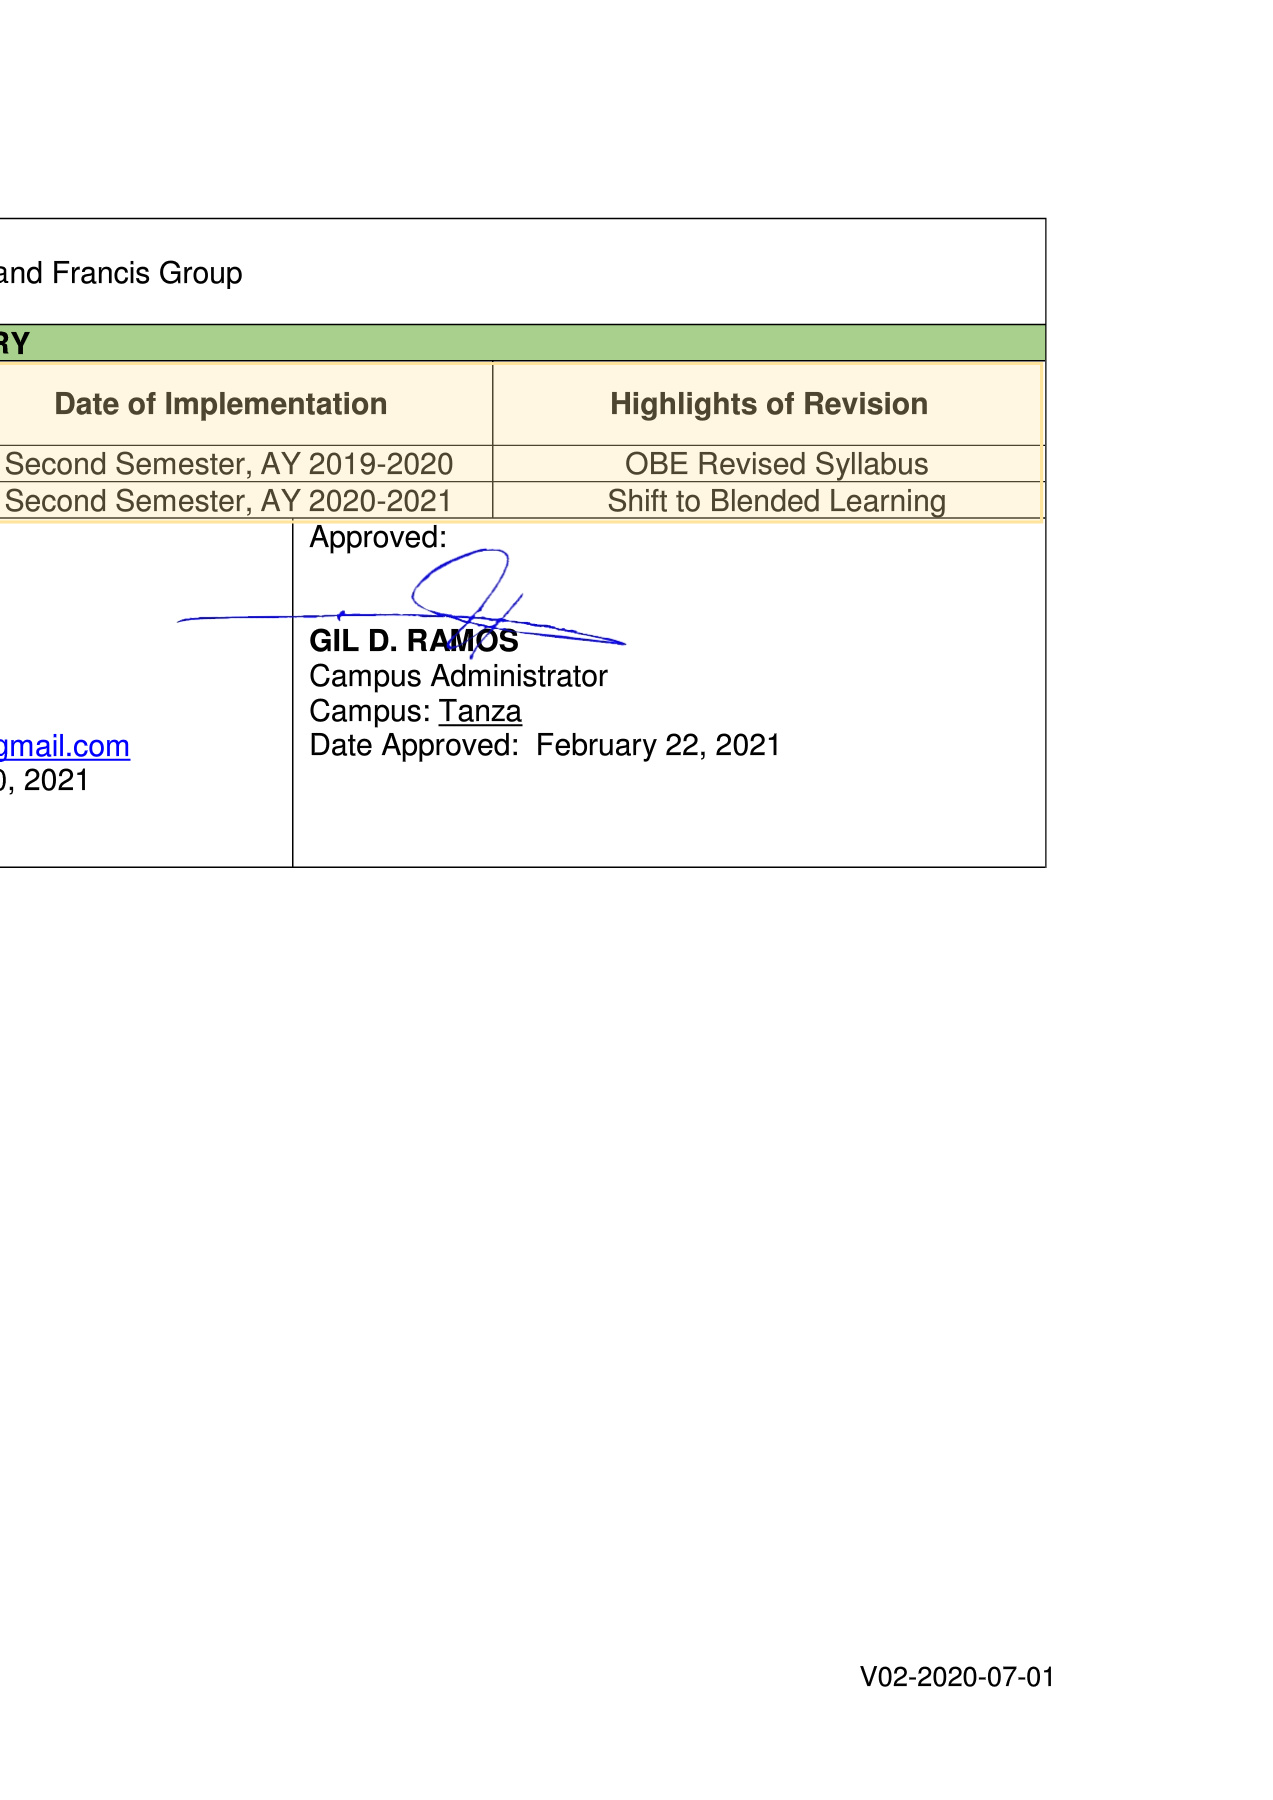 and Francis Group
RY
Date of Implementation
Highlights of Revision
Second Semester, AY 2019-2020
OBE Revised Syllabus
Second Semester, AY 2020-2021
Shift to Blended Learning
Approved:
GIL D. RAMOS
Campus Administrator
Campus: Tanza
gmail.com
Date Approved: February 22, 2021
0, 2021
V02-2020-07-01